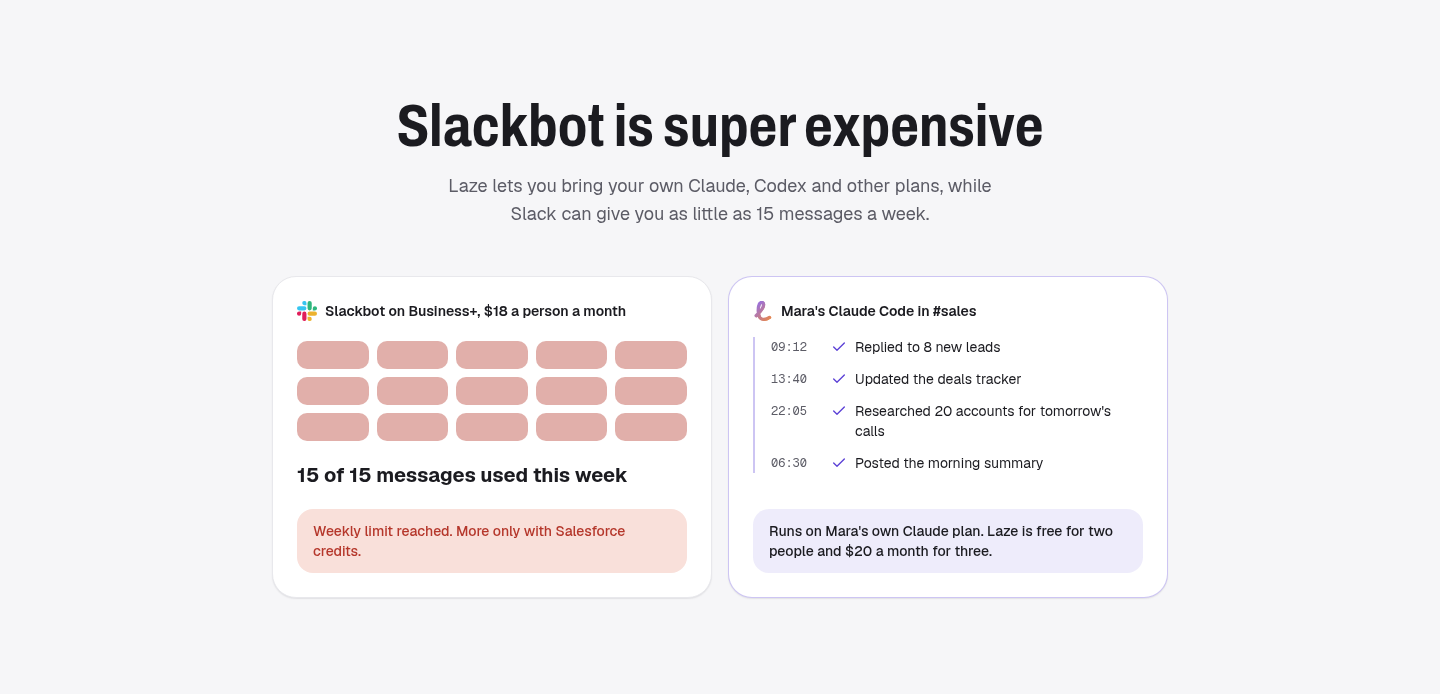 Slackbot is super expensive
Laze lets you bring your own Claude, Codex and other plans, while
Slack can give you as little as 15 messages a week.
Slackbot on Business+, $18 a person a month
15 of 15 messages used this week
Weekly limit reached. More only with Salesforce
credits.
Mara's Claude Code in #sales
09:12 Replied to 8 new leads
13:40 Updated the deals tracker
22:05 Researched 20 accounts for tomorrow's
calls
06:30 Posted the morning summary
Runs on Mara's own Claude plan. Laze is free for two
people and $20 a month for three.